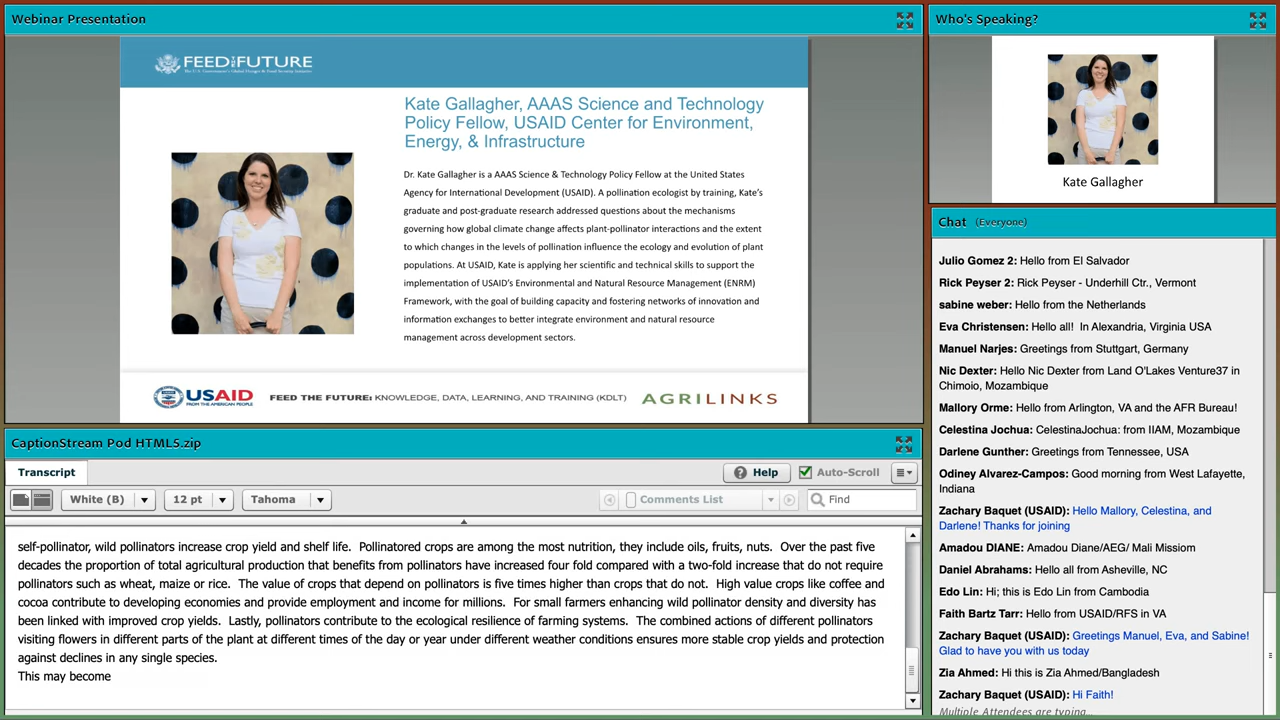 Webinar Presentation
FEED THE FUTURE
The U.S. Government's Global Hunger & Food Security Initiative
Kate Gallagher, AAAS Science and Technology
Policy Fellow, USAID Center for Environment,
Energy, & Infrastructure
Dr. Kate Gallagher is a AAAS Science & Technology Policy Fellow at the United States
Agency for International Development (USAID). A pollination ecologist by training, Kate's
graduate and post-graduate research addressed questions about the mechanisms
governing how global climate change affects plant-pollinator interactions and the extent
to which changes in the levels of pollination influence the ecology and evolution of plant
populations. At USAID, Kate is applying her scientific and technical skills to support the
implementation of USAID's Environmental and Natural Resource Management (ENRM)
Framework, with the goal of building capacity and fostering networks of innovation and
information exchanges to better integrate environment and natural resource
management across development sectors.
USAID
FROM THE AMERICAN PEOPLE
FEED THE FUTURE: KNOWLEDGE, DATA, LEARNING, AND TRAINING (KDLT)
AGRILINKS
CaptionStream Pod HTML5.zip
Transcript
Help
Auto-Scroll
White (B)
12 pt
Tahoma
Comments List
Find
self-pollinator, wild pollinators increase crop yield and shelf life. Pollinatored crops are among the most nutrition, they include oils, fruits, nuts. Over the past five
decades the proportion of total agricultural production that benefits from pollinators have increased four fold compared with a two-fold increase that do not require
pollinators such as wheat, maize or rice. The value of crops that depend on pollinators is five times higher than crops that do not. High value crops like coffee and
cocoa contribute to developing economies and provide employment and income for millions. For small farmers enhancing wild pollinator density and diversity has
been linked with improved crop yields. Lastly, pollinators contribute to the ecological resilience of farming systems. The combined actions of different pollinators
visiting flowers in different parts of the plant at different times of the day or year under different weather conditions ensures more stable crop yields and protection
against declines in any single species.
This may become
Who's Speaking?
Kate Gallagher
Chat (Everyone)
Julio Gomez 2: Hello from El Salvador
Rick Peyser 2: Rick Peyser - Underhill Ctr., Vermont
sabine weber: Hello from the Netherlands
Eva Christensen: Hello all! In Alexandria, Virginia USA
Manuel Narjes: Greetings from Stuttgart, Germany
Nic Dexter: Hello Nic Dexter from Land O'Lakes Venture37 in
Chimoio, Mozambique
Mallory Orme: Hello from Arlington, VA and the AFR Bureau!
Celestina Jochua: CelestinaJochua: from IIAM, Mozambique
Darlene Gunther: Greetings from Tennessee, USA
Odiney Alvarez-Campos: Good morning from West Lafayette,
Indiana
Zachary Baquet (USAID): Hello Mallory, Celestina, and
Darlene! Thanks for joining
Amadou DIANE: Amadou Diane/AEG/ Mali Missiom
Daniel Abrahams: Hello all from Asheville, NC
Edo Lin: Hi; this is Edo Lin from Cambodia
Faith Bartz Tarr: Hello from USAID/RFS in VA
Zachary Baquet (USAID): Greetings Manuel, Eva, and Sabine!
Glad to have you with us today
Zia Ahmed: Hi this is Zia Ahmed/Bangladesh
Zachary Baquet (USAID): Hi Faith!
Multiple Attendees are typing...